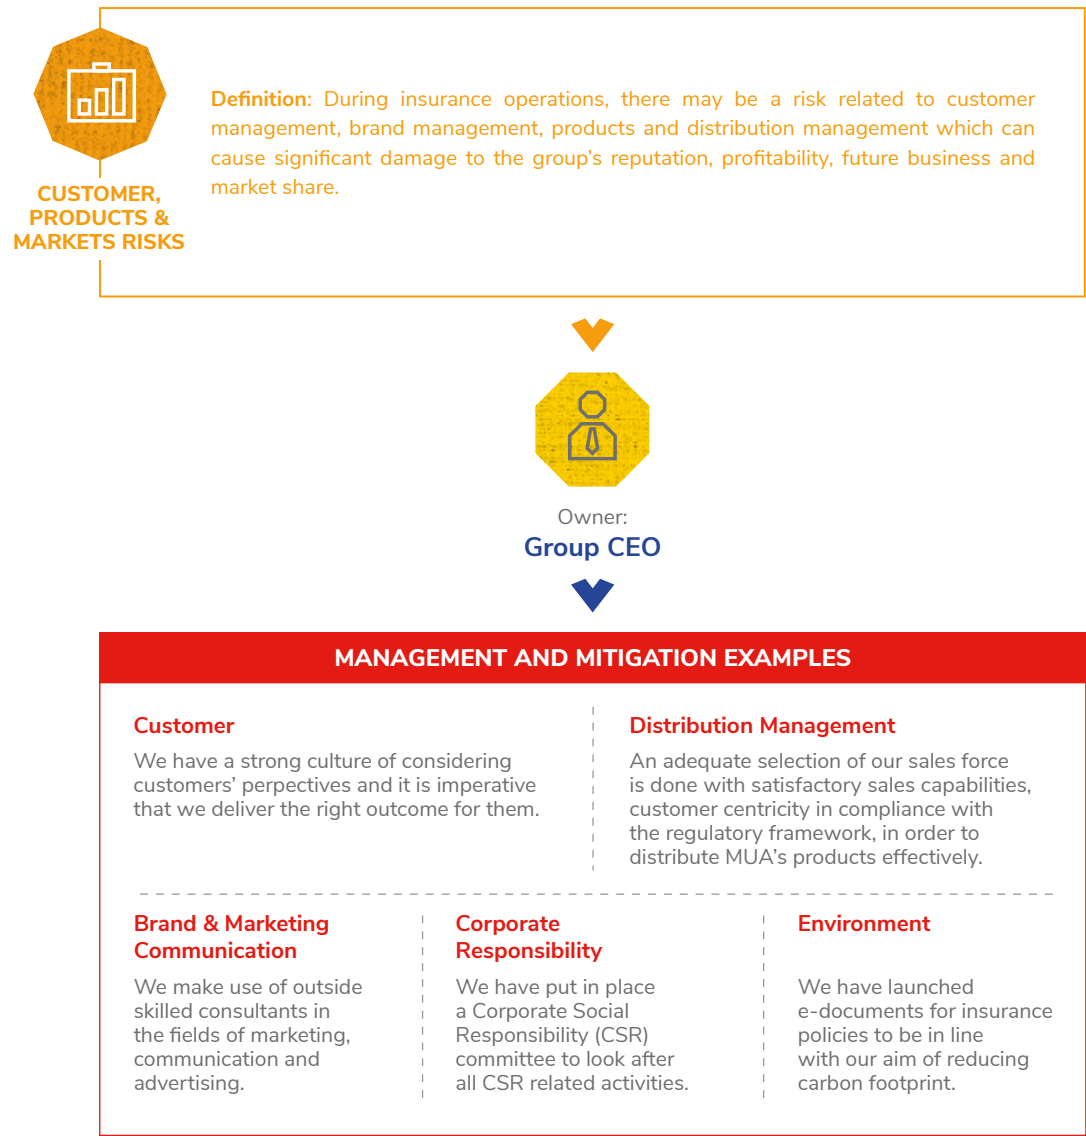 CUSTOMER,
PRODUCTS &
MARKETS RISKS
Definition: During insurance operations, there may be a risk related to customer
management, brand management, products and distribution management which can
cause significant damage to the group's reputation, profitability, future business and
market share.
Owner:
Group CEO
MANAGEMENT AND MITIGATION EXAMPLES
Customer
We have a strong culture of considering
customers' perpectives and it is imperative
that we deliver the right outcome for them.
Distribution Management
An adequate selection of our sales force
is done with satisfactory sales capabilities,
customer centricity in compliance with
the regulatory framework, in order to
distribute MUA's products effectively.
Brand & Marketing
Communication
We make use of outside
skilled consultants in
the fields of marketing,
communication and
advertising.
Corporate
Responsibility
We have put in place
a Corporate Social
Responsibility (CSR)
committee to look after
all CSR related activities.
Environment
We have launched
e-documents for insurance
policies to be in line
with our aim of reducing
carbon footprint.